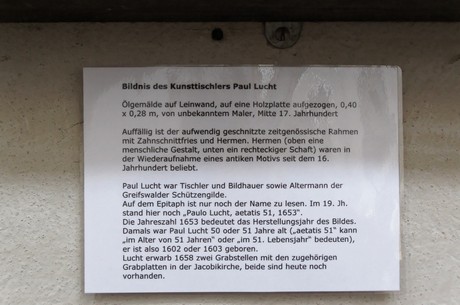 Bildnis des Kunsttischlers Paul Lucht
Ölgemälde auf Leinwand, auf eine Holzplatte aufgezogen, 0,40
x 0,28 m, von unbekanntem Maler, Mitte 17. Jahrhundert
Auffällig ist der aufwendig geschnitzte zeitgenössische Rahmen
mit Zahnschnittfries und Hermen. Hermen (oben eine
menschliche Gestalt, unten ein rechteckiger Schaft) waren in
der Wiederaufnahme eines antiken Motivs seit dem 16.
Jahrhundert beliebt.
Paul Lucht war Tischler und Bildhauer sowie Altermann der
Greifswalder Schützengilde.
Auf dem Epitaph ist nur noch der Name zu lesen. Im 19. Jh.
stand hier noch „Paulo Lucht, aetatis 51, 1653".
Die Jahreszahl 1653 bedeutet das Herstellungsjahr des Bildes.
Damals war Paul Lucht 50 oder 51 Jahre alt („aetatis 51" kann
„im Alter von 51 Jahren" oder „im 51. Lebensjahr" bedeuten),
er ist also 1602 oder 1603 geboren.
Lucht erwarb 1658 zwei Grabstellen mit den zugehörigen
Grabplatten in der Jacobikirche, beide sind heute noch
vorhanden.